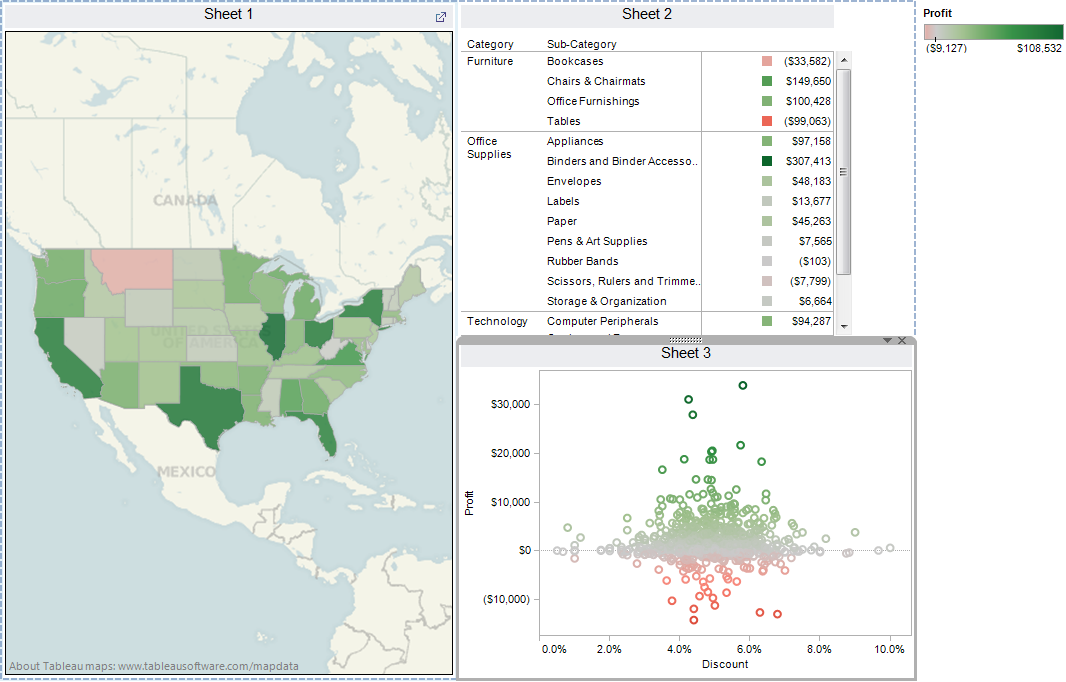 Sheet 1
CANADA
UNITED STATES
OF AMERICA
MEXICO
About Tableau maps: www.tableausoftware.com/mapdata
Sheet 2
Category Sub-Category
Furniture Bookcases ($33,582)
Chairs & Chairmats $149,650
Office Furnishings $100,428
Tables ($99,063)
Office Supplies Appliances $97,158
Binders and Binder Accesso.. $307,413
Envelopes $48,183
Labels $13,677
Paper $45,263
Pens & Art Supplies $7,565
Rubber Bands ($103)
Scissors, Rulers and Trimme.. ($7,799)
Storage & Organization $6,664
Technology Computer Peripherals $94,287
Sheet 3
Profit
$30,000
$20,000
$10,000
$0
($10,000)
0.0% 2.0% 4.0% 6.0% 8.0% 10.0%
Discount
Profit
($9,127) $108,532